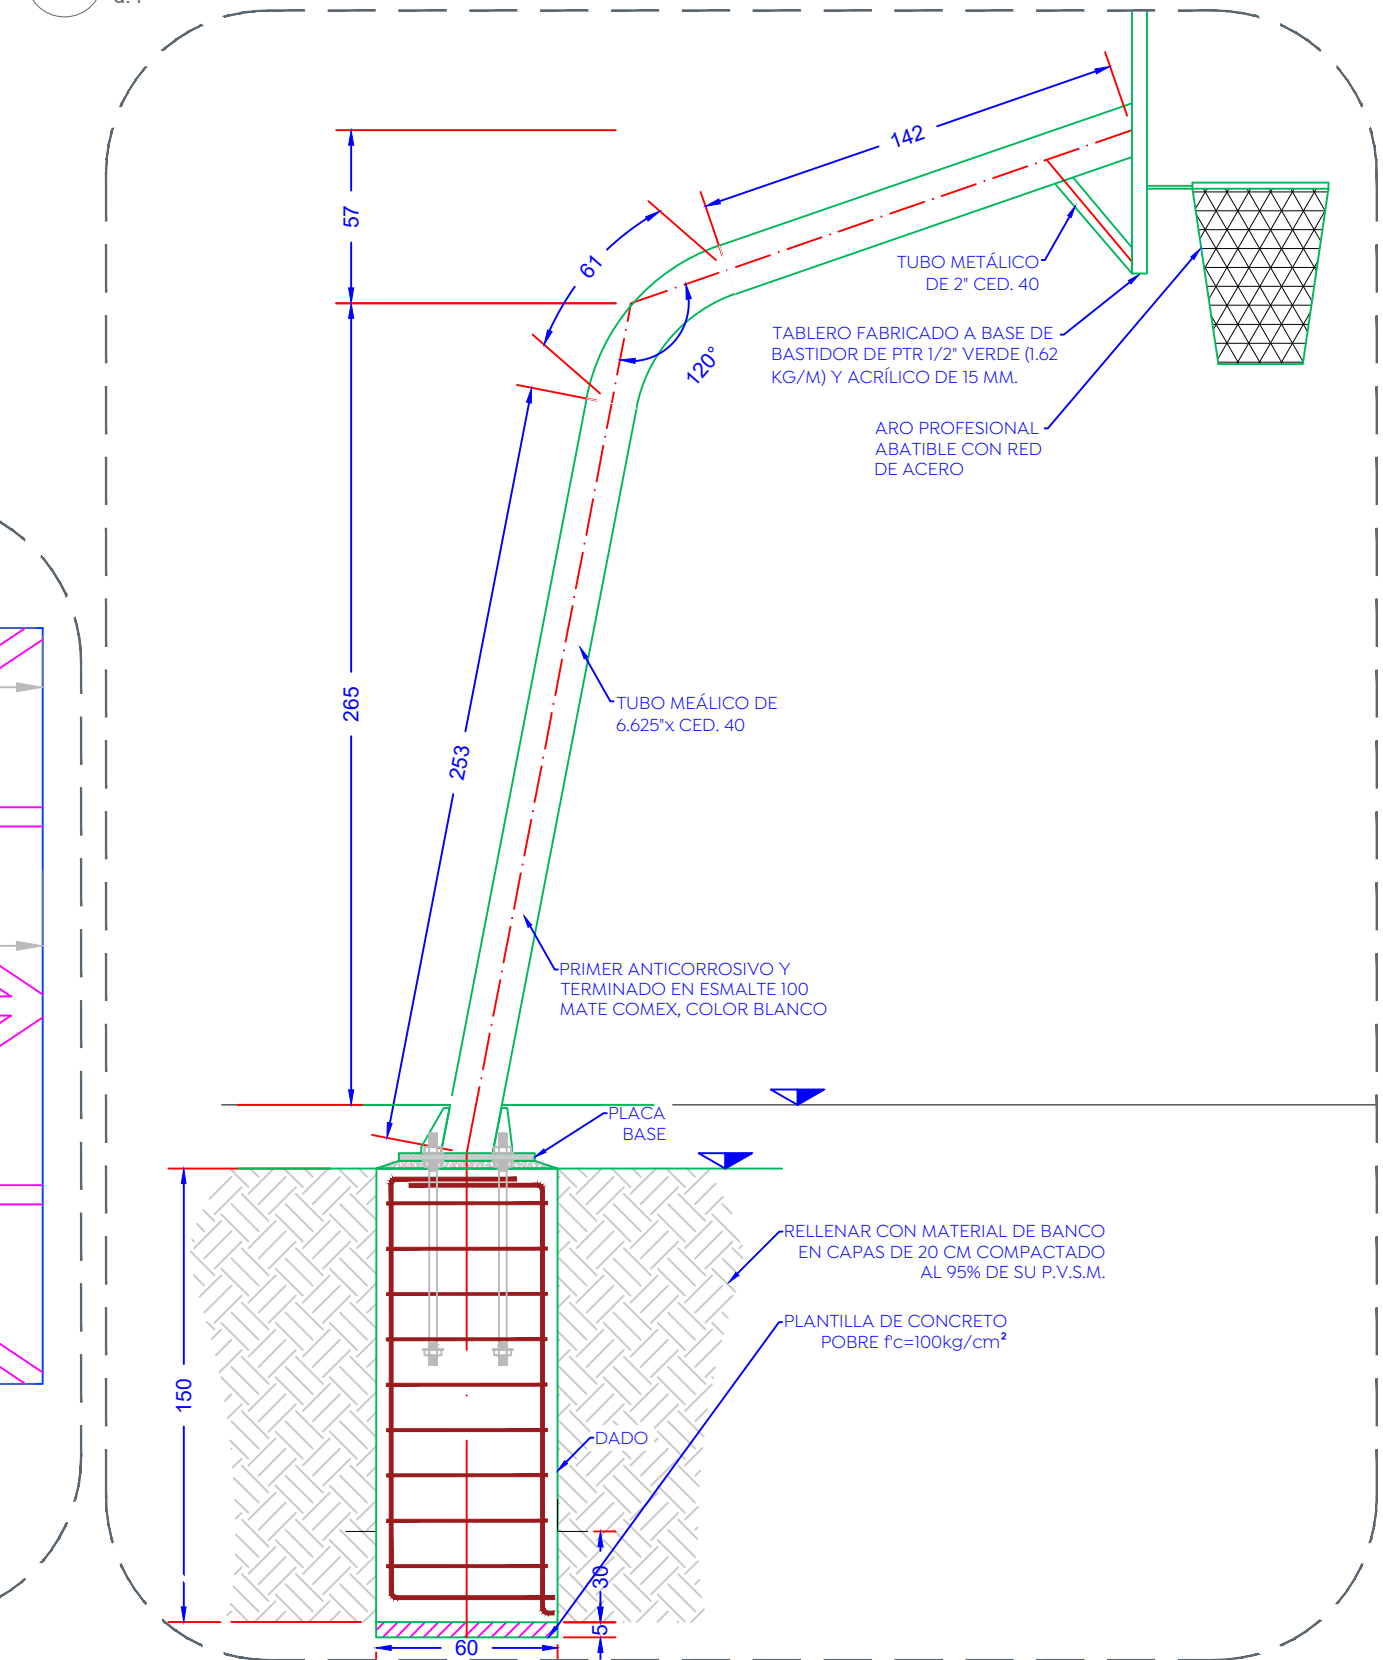 142
57
61
TUBO METÁLICO
DE 2" CED. 40
TABLERO FABRICADO A BASE DE
BASTIDOR DE PTR 1/2" VERDE (1.62
KG/M) Y ACRÍLICO DE 15 MM.
120°
ARO PROFESIONAL
ABATIBLE CON RED
DE ACERO
265
253
TUBO MEÁLICO DE
6.625"x CED. 40
PRIMER ANTICORROSIVO Y
TERMINADO EN ESMALTE 100
MATE COMEX, COLOR BLANCO
PLACA
BASE
RELLENAR CON MATERIAL DE BANCO
EN CAPAS DE 20 CM COMPACTADO
AL 95% DE SU P.V.S.M.
PLANTILLA DE CONCRETO
POBRE f'c=100kg/cm²
150
DADO
30
5
60